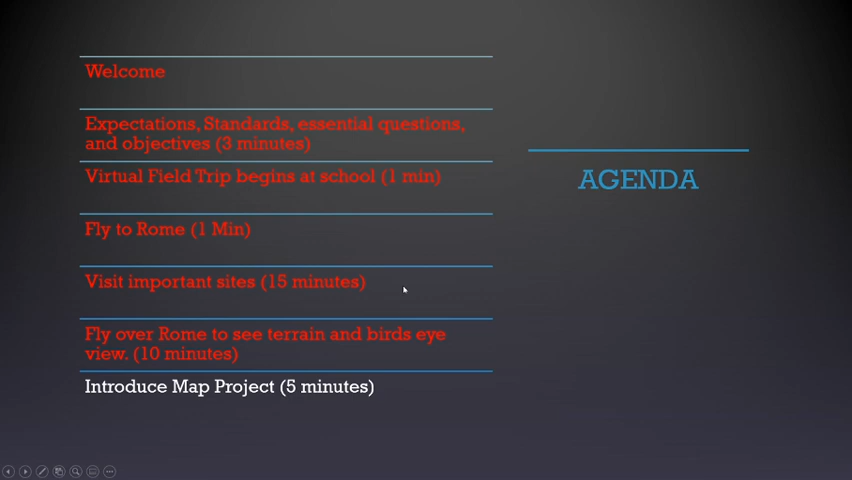 Welcome
Expectations, Standards, essential questions,
and objectives (3 minutes)
Virtual Field Trip begins at school (1 min)
Fly to Rome (1 Min)
Visit important sites (15 minutes)
Fly over Rome to see terrain and birds eye
view. (10 minutes)
Introduce Map Project (5 minutes)
AGENDA